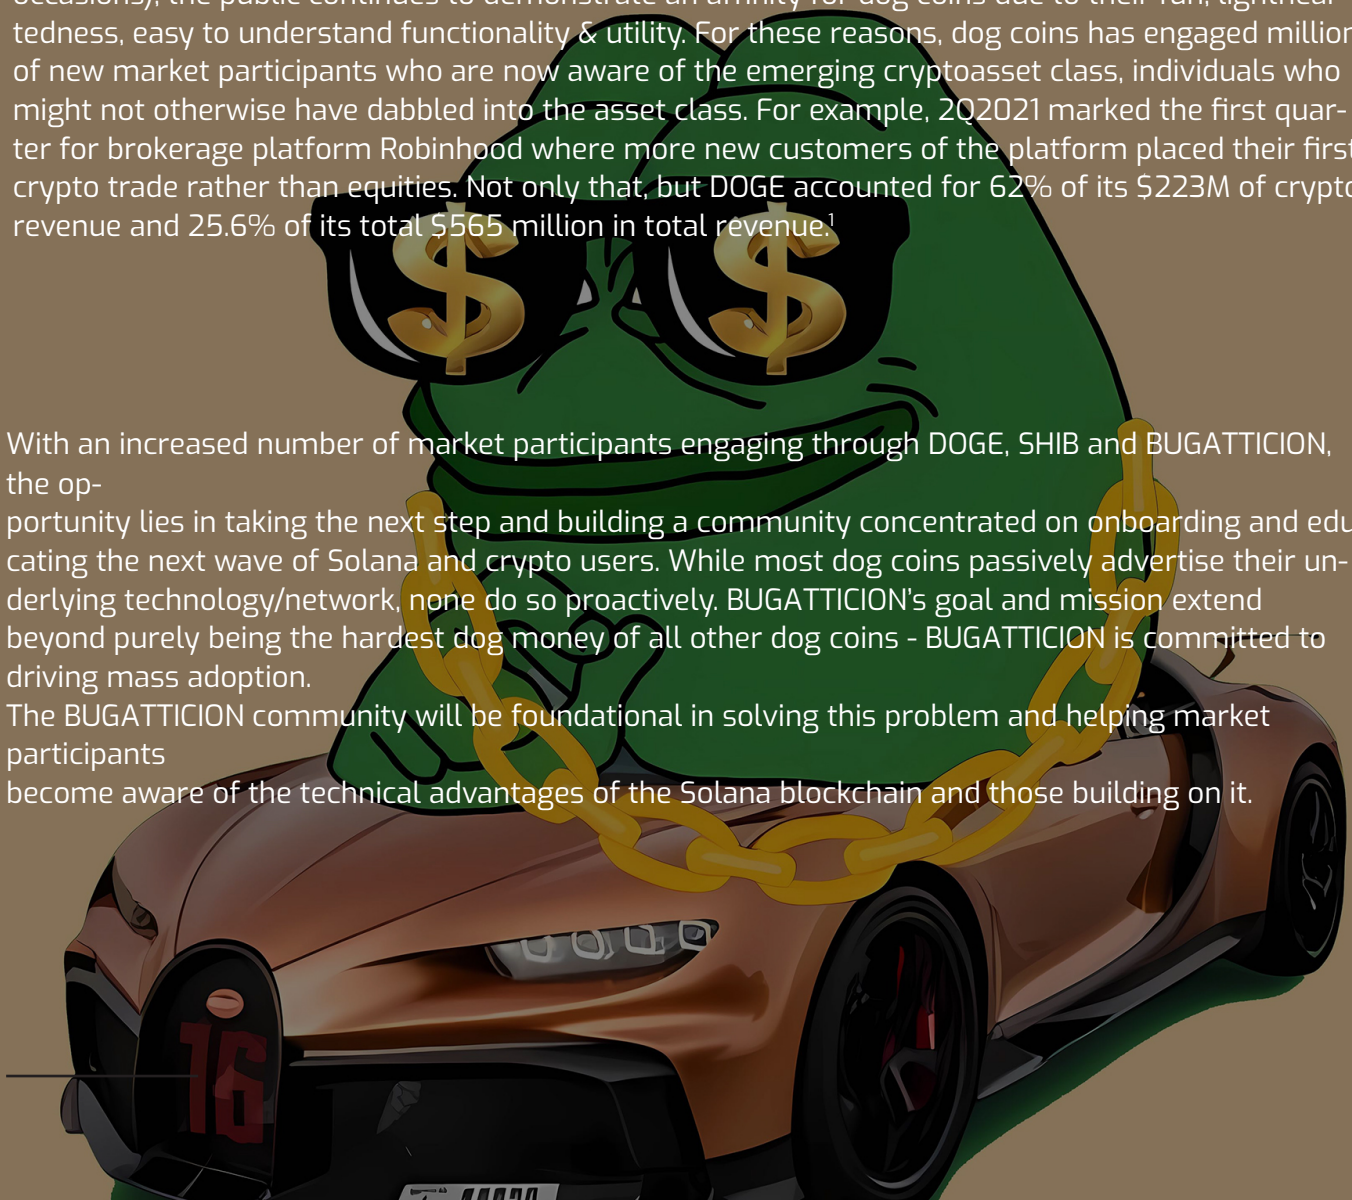 tedness, easy to understand functionality & utility. For these reasons, dog coins has engaged million
of new market participants who are now aware of the emerging cryptoasset class, individuals who
might not otherwise have dabbled into the asset class. For example, 2Q2021 marked the first quar-
ter for brokerage platform Robinhood where more new customers of the platform placed their first
crypto trade rather than equities. Not only that, but DOGE accounted for 62% of its $223M of crypto
revenue and 25.6% of its total $565 million in total revenue.¹
With an increased number of market participants engaging through DOGE, SHIB and BUGATTICION,
the op-
portunity lies in taking the next step and building a community concentrated on onboarding and edu
cating the next wave of Solana and crypto users. While most dog coins passively advertise their un-
derlying technology/network, none do so proactively. BUGATTICION's goal and mission extend
beyond purely being the hardest dog money of all other dog coins - BUGATTICION is committed to
driving mass adoption.
The BUGATTICION community will be foundational in solving this problem and helping market
participants
become aware of the technical advantages of the Solana blockchain and those building on it.
16